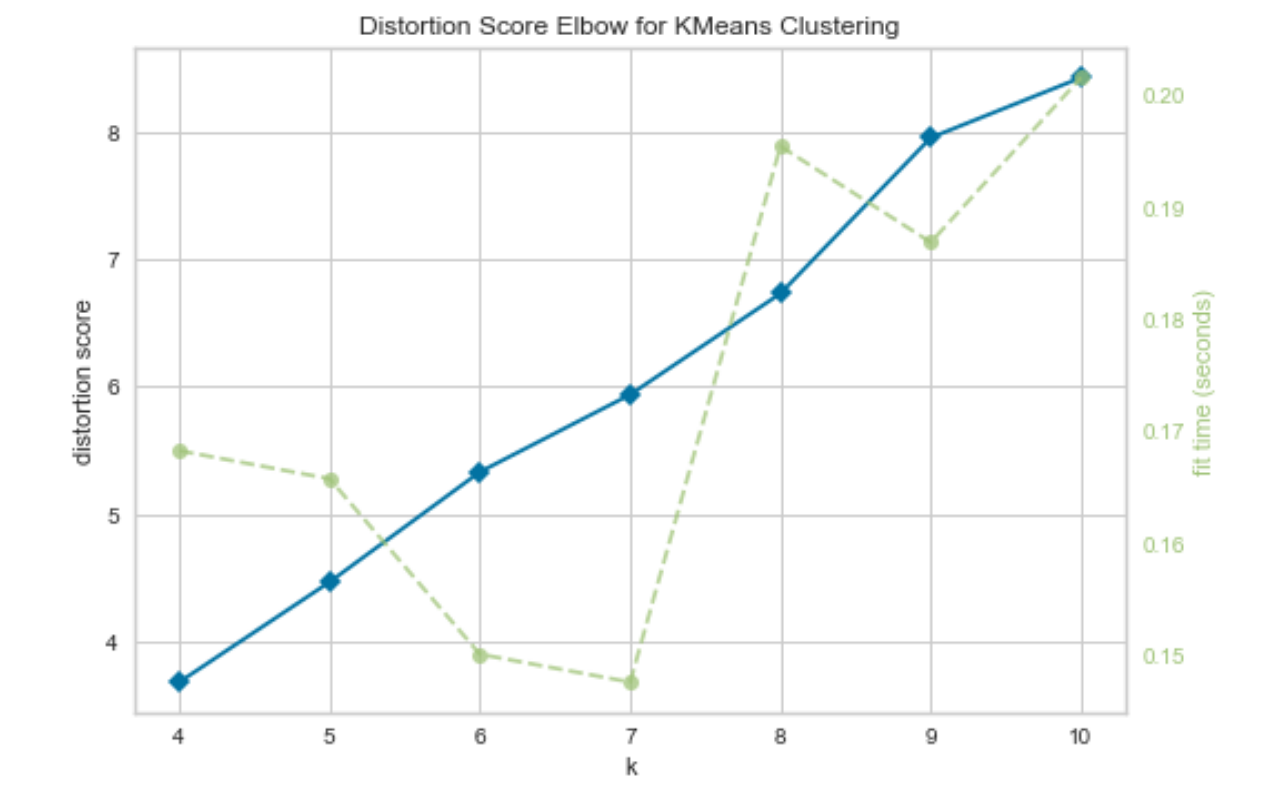 Distortion Score Elbow for KMeans Clustering
8
7
6
5
4
distortion score
0.20
0.19
0.18
0.17
0.16
0.15
fit time (seconds)
4 5 6 7 8 9 10
k